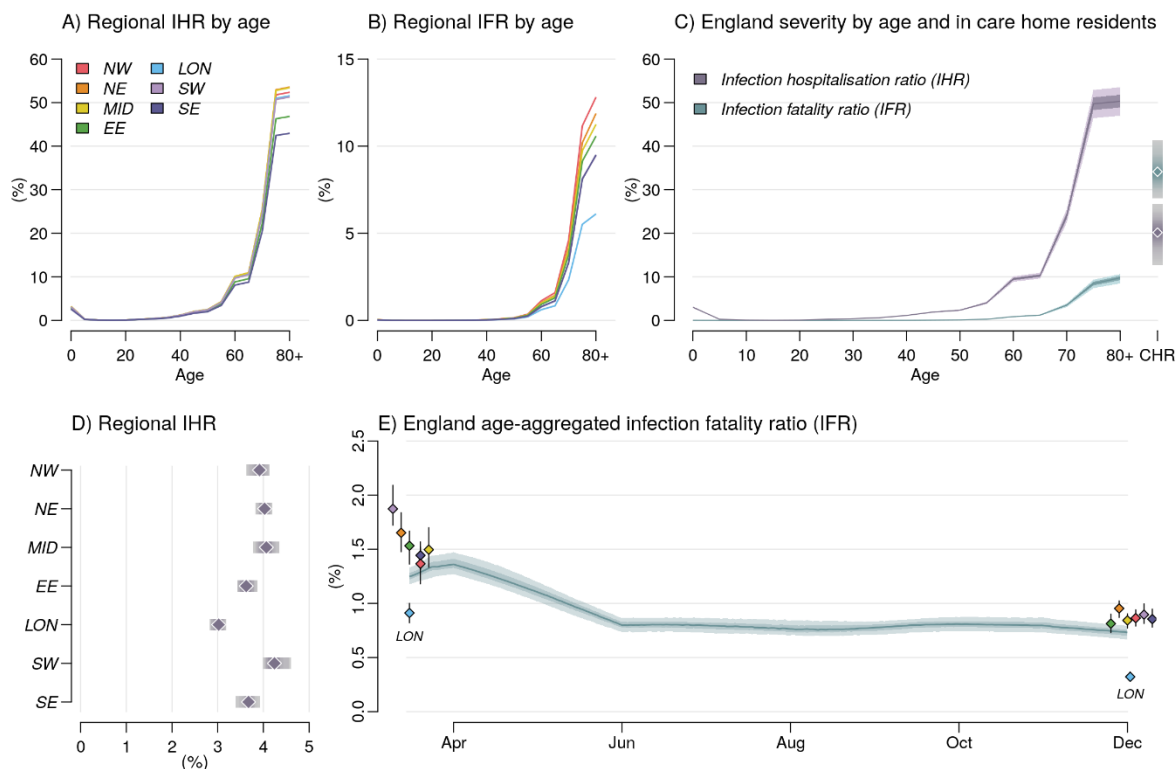 A) Regional IHR by age
60
50
40
30
20
10
0
(%)
NW
NE
MID
EE
LON
SW
SE
0
20
40
60
80+
Age
B) Regional IFR by age
15
10
5
0
(%)
0
20
40
60
80+
Age
C) England severity by age and in care home residents
60
50
40
30
20
10
0
(%)
Infection hospitalisation ratio (IHR)
Infection fatality ratio (IFR)
0
10
20
30
40
50
60
70
80+
CHR
Age
D) Regional IHR
NW
NE
MID
EE
LON
SW
SE
0
1
2
3
4
5
(%)
E) England age-aggregated infection fatality ratio (IFR)
2.5
2.0
1.5
1.0
0.5
0.0
(%)
LON
LON
Apr
Jun
Aug
Oct
Dec